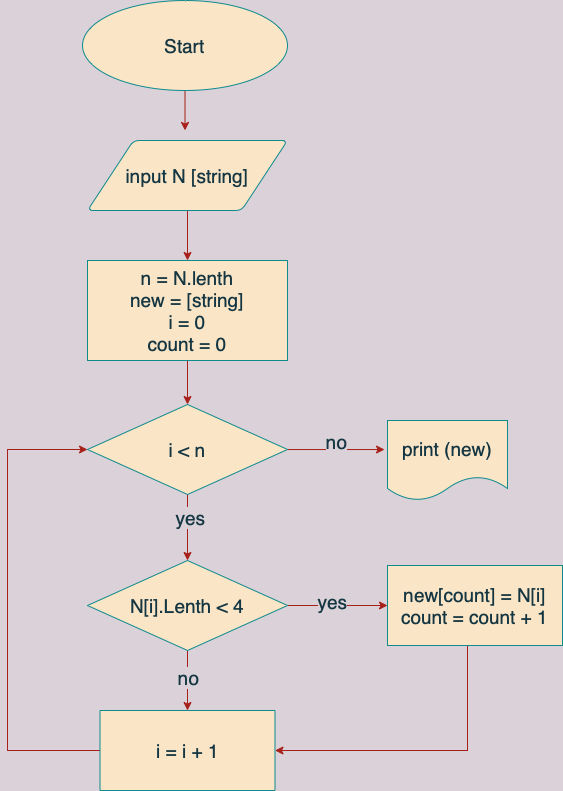 Start
input N [string]
n = N.lenth
new = [string]
i = 0
count = 0
i < n
no
print (new)
yes
N[i].Lenth < 4
yes
new[count] = N[i]
count = count + 1
no
i = i + 1